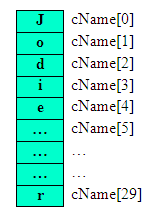 J cName[0]
o cName[1]
d cName[2]
i cName[3]
e cName[4]
... cName[5]
... ...
... ...
r cName[29]